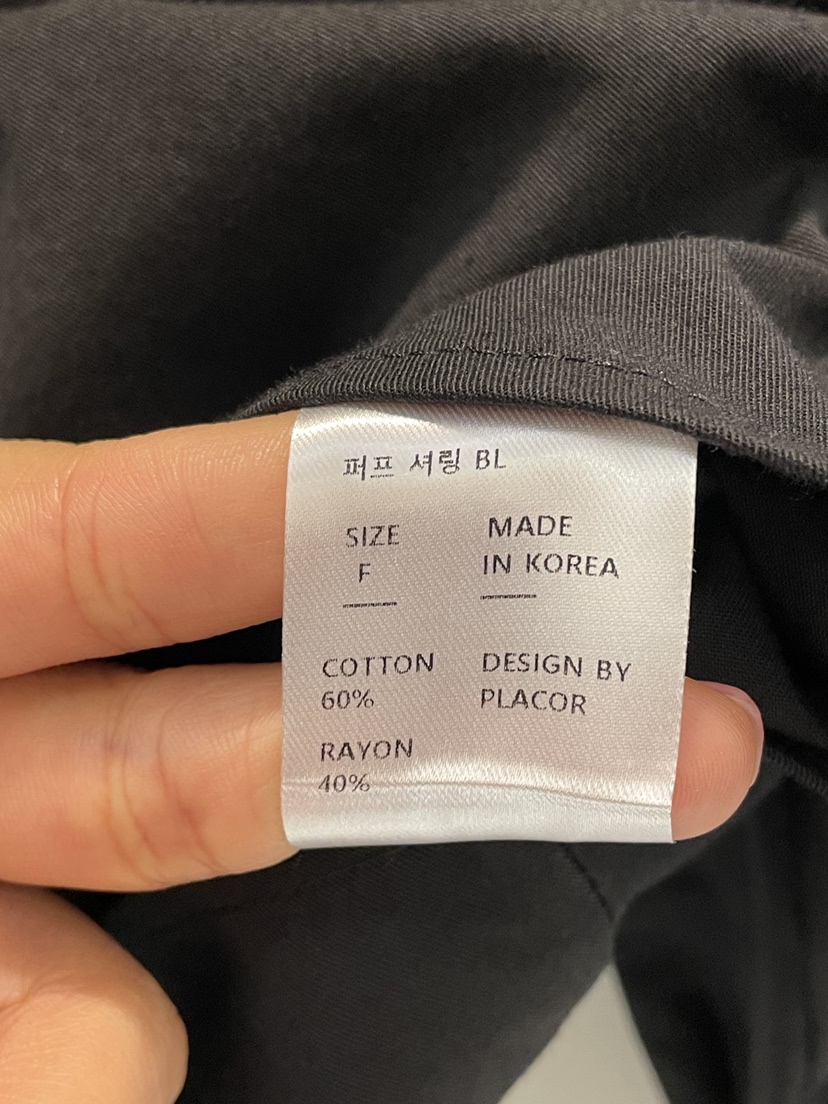 퍼프 셔링 BL
SIZE
F
MADE
IN KOREA
COTTON
60%
RAYON
40%
DESIGN BY
PLACOR